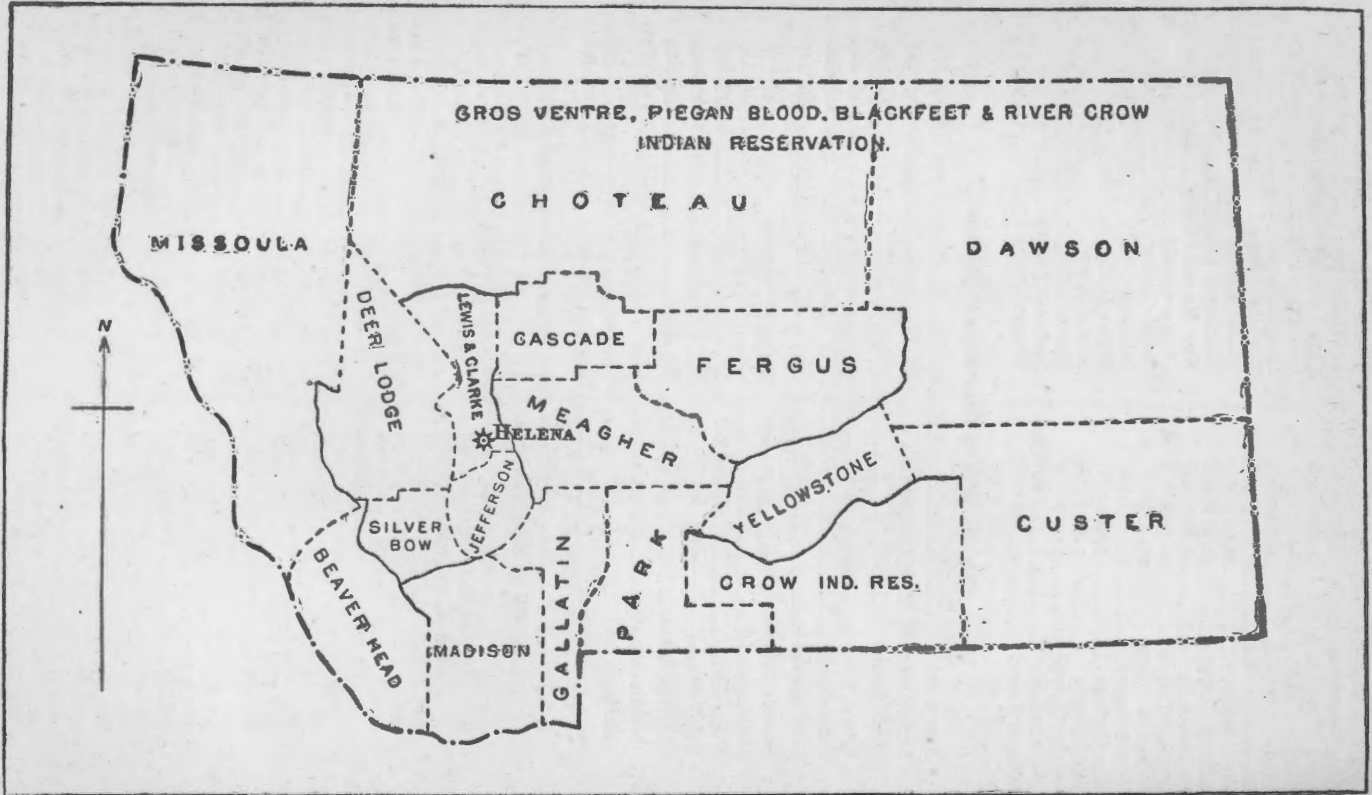 GROS VENTRE, PIEGAN BLOOD. BLACKFEET & RIVER CROW
INDIAN RESERVATION.
CHOTEAU
MISSOULA
DAWSON
N
DEER LODGE
LEWIS & CLARKE
CASCADE
FERGUS
MEAGHER
HELENA
JEFFERSON
YELLOWSTONE
SILVER
BOW
CUSTER
BEAVER HEAD
GALLATIN
PARK
CROW IND. RES.
MADISON